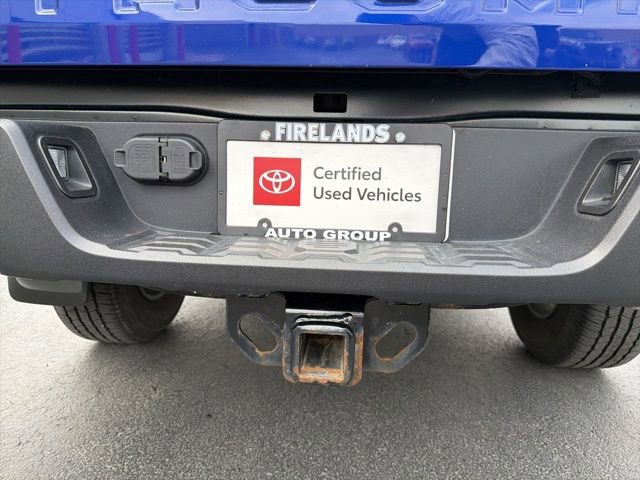 FIRELANDS
Certified
Used Vehicles
AUTO GROUP